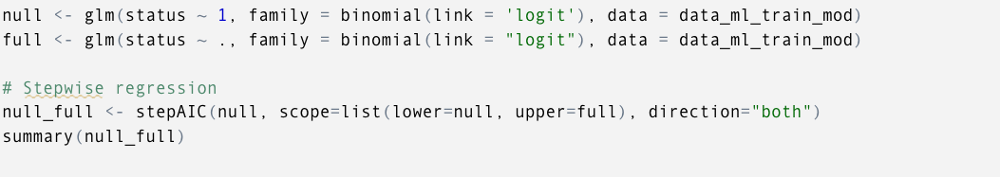 null <- glm(status ~ 1, family = binomial(link = 'logit'), data = data_ml_train_mod)
full <- glm(status ~ ., family = binomial(link = "logit"), data = data_ml_train_mod)
# Stepwise regression
null_full <- stepAIC(null, scope=list(lower=null, upper=full), direction="both")
summary(null_full)